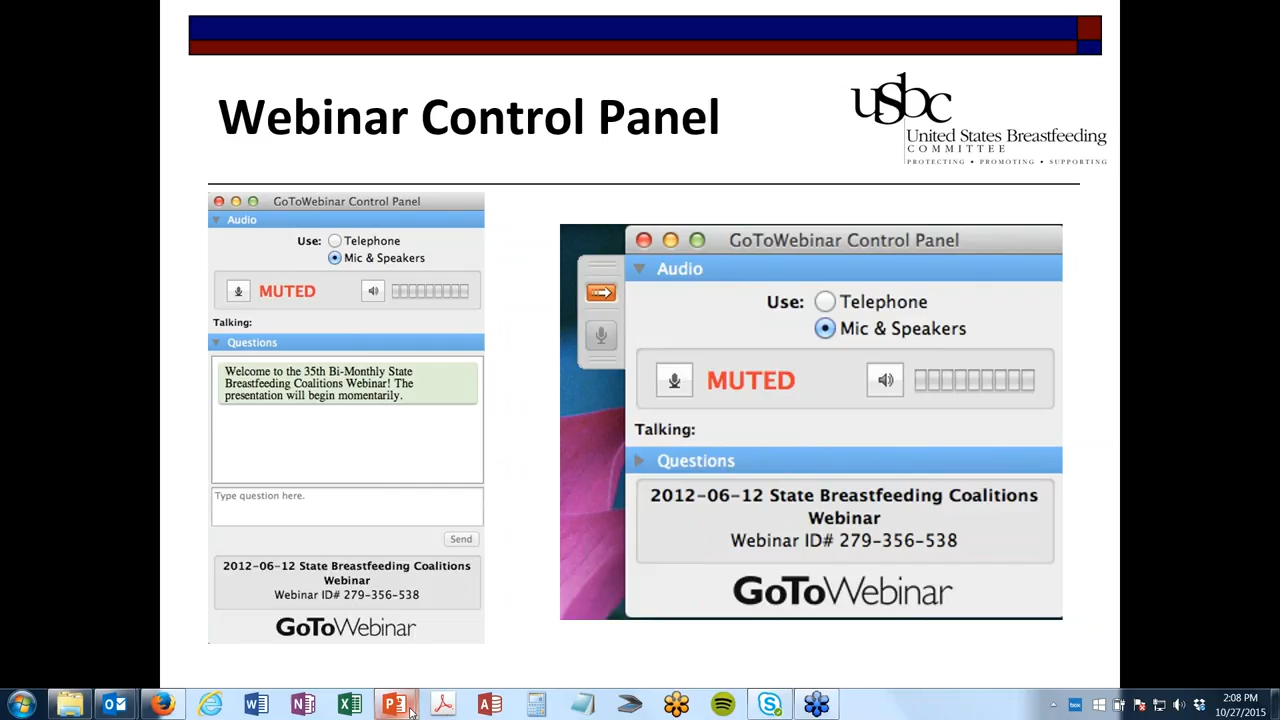 Webinar Control Panel
usbc
United States Breastfeeding
COMMITTEE
PROTECTING • PROMOTING • SUPPORTING
GoToWebinar Control Panel
Audio
Use: Telephone
Mic & Speakers
MUTED
Talking:
Questions
Welcome to the 35th Bi-Monthly State
Breastfeeding Coalitions Webinar! The
presentation will begin momentarily.
Type question here.
Send
2012-06-12 State Breastfeeding Coalitions
Webinar
Webinar ID# 279-356-538
GoToWebinar
GoToWebinar Control Panel
Audio
Use: Telephone
Mic & Speakers
MUTED
Talking:
Questions
2012-06-12 State Breastfeeding Coalitions
Webinar
Webinar ID# 279-356-538
GoToWebinar
2:08 PM
10/27/2015